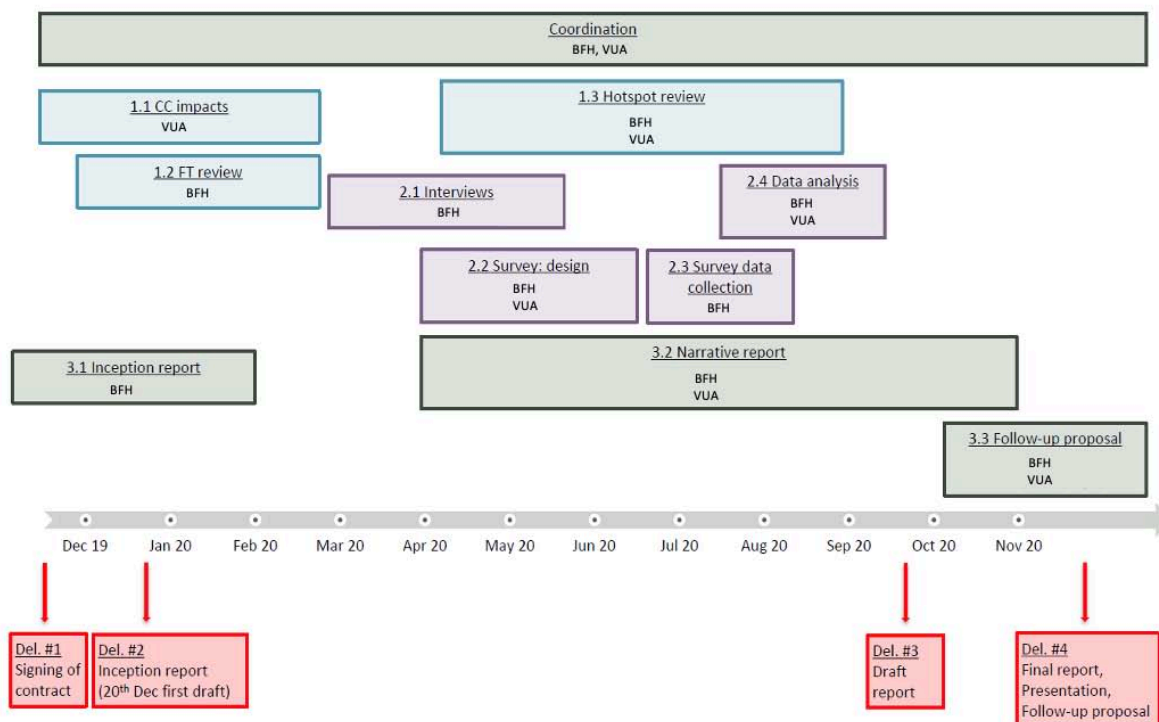 Coordination
BFH, VUA
1.1 CC impacts
VUA
1.3 Hotspot review
BFH
VUA
1.2 FT review
BFH
2.1 Interviews
BFH
2.4 Data analysis
BFH
VUA
2.2 Survey: design
BFH
VUA
2.3 Survey data
collection
BFH
3.1 Inception report
BFH
3.2 Narrative report
BFH
VUA
3.3 Follow-up proposal
BFH
VUA
Dec 19 Jan 20 Feb 20 Mar 20 Apr 20 May 20 Jun 20 Jul 20 Aug 20 Sep 20 Oct 20 Nov 20
Del. #1
Signing of
contract
Del. #2
Inception report
(20th Dec first draft)
Del. #3
Draft
report
Del. #4
Final report,
Presentation,
Follow-up proposal